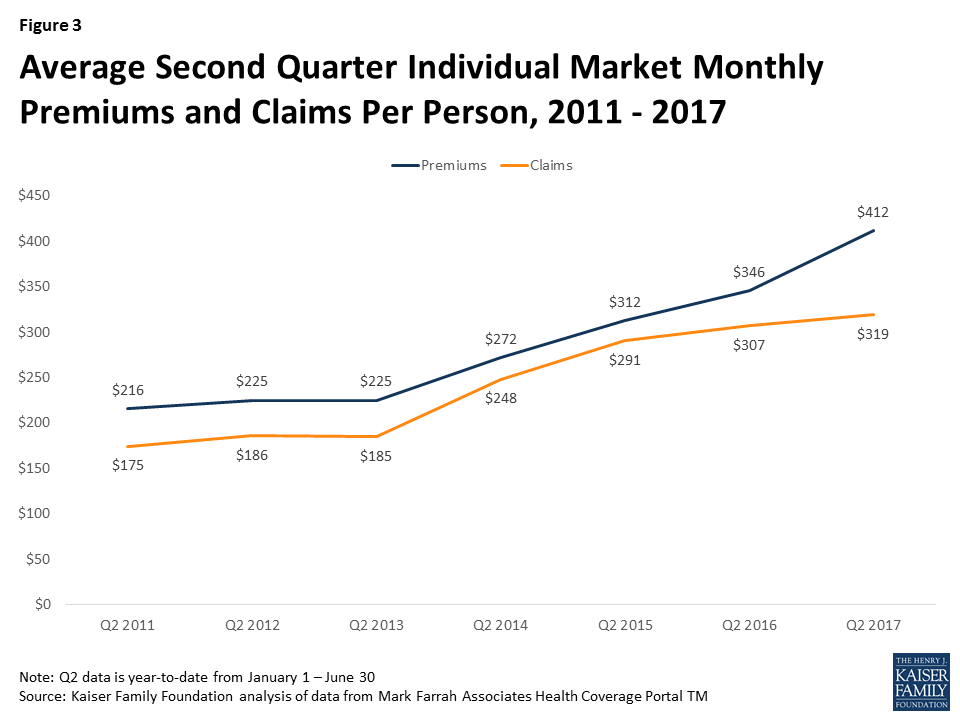 Figure 3
Average Second Quarter Individual Market Monthly
Premiums and Claims Per Person, 2011 - 2017
Premiums Claims
$450
$400
$350
$300
$250
$200
$150
$100
$50
$0
$216
$225
$225
$272
$312
$346
$412
$175
$186
$185
$248
$291
$307
$319
Q2 2011 Q2 2012 Q2 2013 Q2 2014 Q2 2015 Q2 2016 Q2 2017
Note: Q2 data is year-to-date from January 1 – June 30
Source: Kaiser Family Foundation analysis of data from Mark Farrah Associates Health Coverage Portal TM
THE HENRY J.
KAISER
FAMILY
FOUNDATION